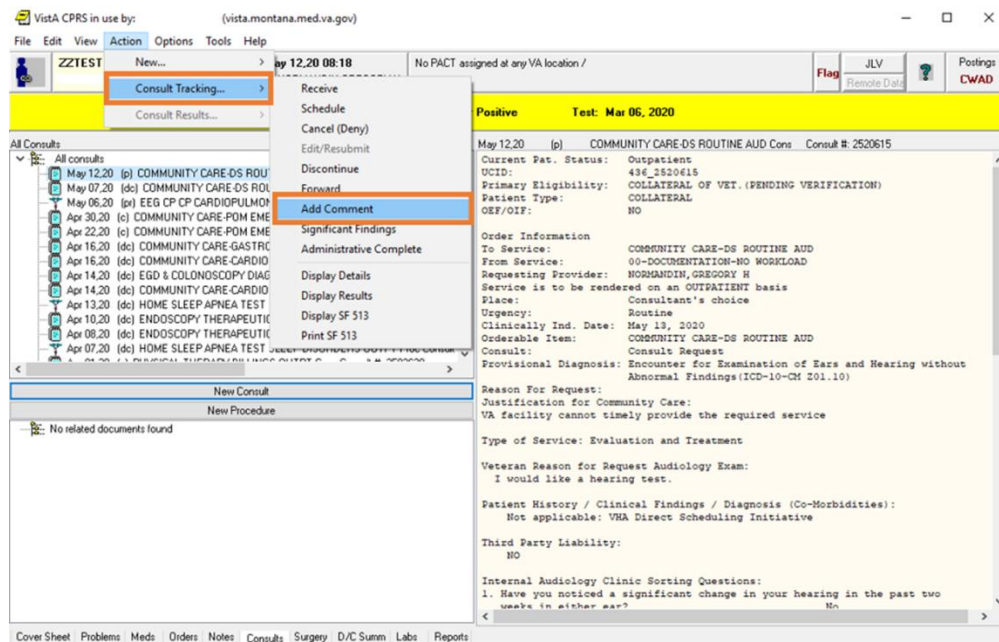 VistA CPRS in use by: (vista.montana.med.va.gov)
File Edit View Action Options Tools Help
ZZTEST
ay 12,20 08:18
No PACT assigned at any VA location /
Flag
JLV
Remote Data
Postings
CWAD
New...
Consult Tracking...
Consult Results...
Receive
Schedule
Cancel (Deny)
Edit/Resubmit
Discontinue
Forward
Add Comment
Significant Findings
Administrative Complete
Display Details
Display Results
Display SF 513
Print SF 513
Positive Test: Mar 06, 2020
All Consults
All consults
May 12,20 (p) COMMUNITY CARE-DS ROU
May 07,20 (dc) COMMUNITY CARE-DS ROU
May 06,20 (pr) EEG CP CP CARDIOPULMON
Apr 30,20 (c) COMMUNITY CARE-POM EME
Apr 22,20 (c) COMMUNITY CARE-POM EME
Apr 16,20 (dc) COMMUNITY CARE-GASTRO
Apr 16,20 (dc) COMMUNITY CARE-CARDIO
Apr 14,20 (dc) EGD & COLONOSCOPY DIAG
Apr 14,20 (dc) COMMUNITY CARE-CARDIO
Apr 13,20 (dc) HOME SLEEP APNEA TEST
Apr 10,20 (dc) ENDOSCOPY THERAPEUTIC
Apr 08,20 (dc) ENDOSCOPY THERAPEUTIC
Apr 07,20 (dc) HOME SLEEP APNEA TEST
New Consult
New Procedure
No related documents found
May 12,20 (p) COMMUNITY CARE-DS ROUTINE AUD Cons Consult #: 2520615
Current Pat. Status: Outpatient
UCID: 436_2520615
Primary Eligibility: COLLATERAL OF VET.(PENDING VERIFICATION)
Patient Type: COLLATERAL
OEF/OIF: NO
Order Information
To Service: COMMUNITY CARE-DS ROUTINE AUD
From Service: 00-DOCUMENTATION-NO WORKLOAD
Requesting Provider: NORMANDIN,GREGORY H
Service is to be rendered on an OUTPATIENT basis
Place: Consultant's choice
Urgency: Routine
Clinically Ind. Date: May 13, 2020
Orderable Item: COMMUNITY CARE-DS ROUTINE AUD
Consult: Consult Request
Provisional Diagnosis: Encounter for Examination of Ears and Hearing without
Abnormal Findings(ICD-10-CM Z01.10)
Reason For Request:
Justification for Community Care:
VA facility cannot timely provide the required service
Type of Service: Evaluation and Treatment
Veteran Reason for Request Audiology Exam:
I would like a hearing test.
Patient History / Clinical Findings / Diagnosis (Co-Morbidities):
Not applicable: VHA Direct Scheduling Initiative
Third Party Liability:
NO
Internal Audiology Clinic Sorting Questions:
1. Have you noticed a significant change in your hearing in the past two
weeks in either ear? No
Cover Sheet Problems Meds Orders Notes Consults Surgery D/C Summ Labs Reports